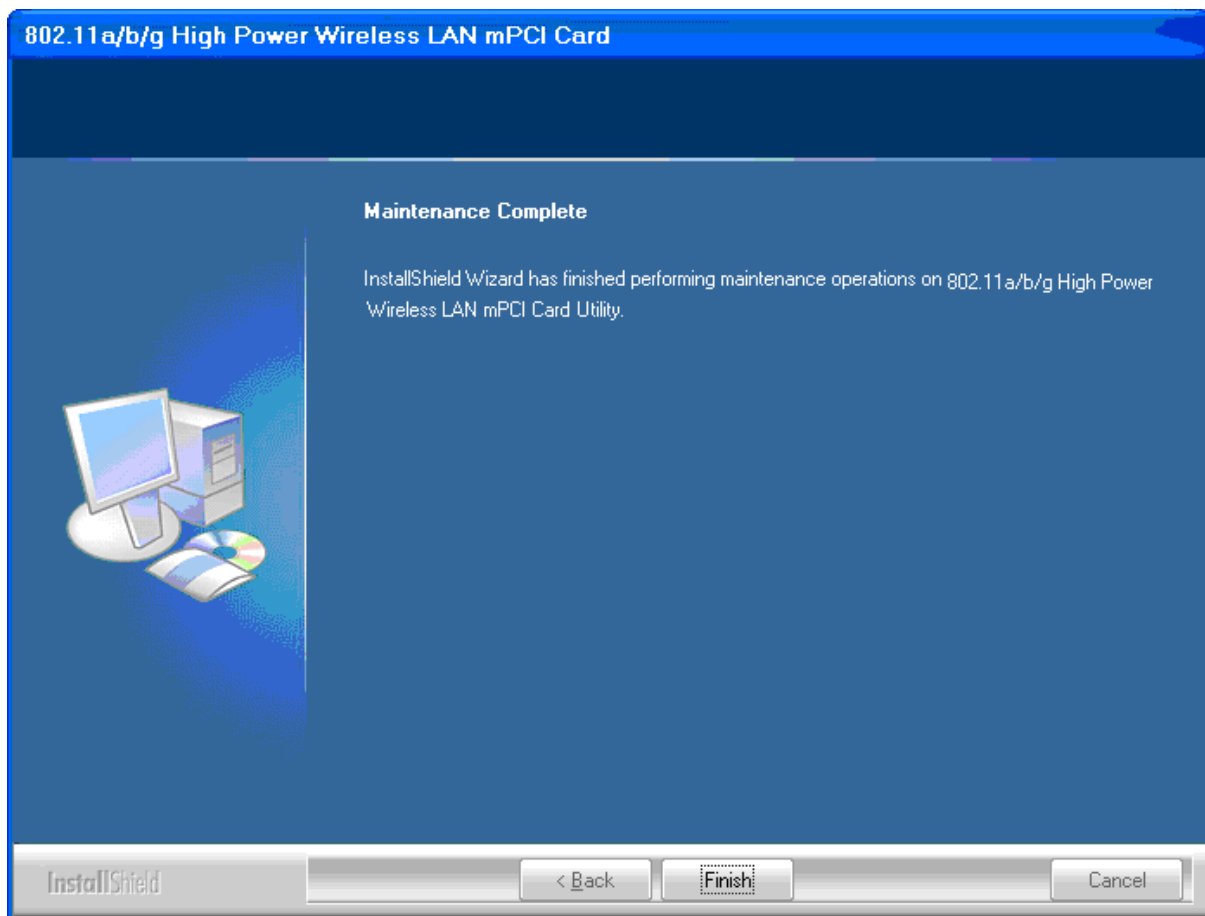 802.11a/b/g High Power Wireless LAN mPCI Card
Maintenance Complete
InstallShield Wizard has finished performing maintenance operations on 802.11a/b/g High Power
Wireless LAN mPCI Card Utility.
InstallShield
< Back
Finish
Cancel